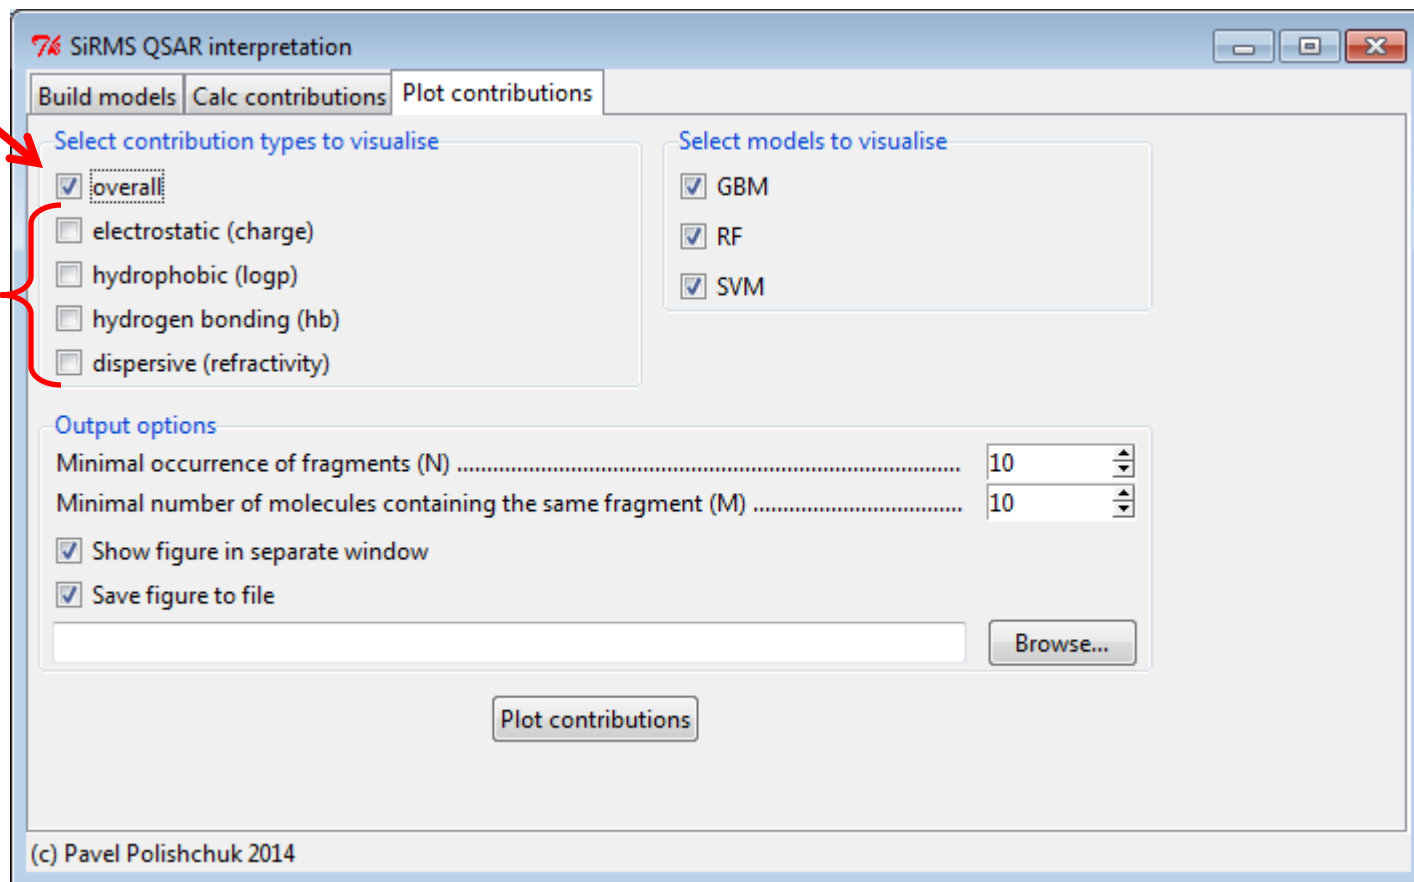 SiRMS QSAR interpretation
Build models Calc contributions Plot contributions
Select contribution types to visualise
overall
electrostatic (charge)
hydrophobic (logp)
hydrogen bonding (hb)
dispersive (refractivity)
Select models to visualise
GBM
RF
SVM
Output options
Minimal occurrence of fragments (N) .................................................................................... 10
Minimal number of molecules containing the same fragment (M) ................................... 10
Show figure in separate window
Save figure to file
Browse...
Plot contributions
(c) Pavel Polishchuk 2014